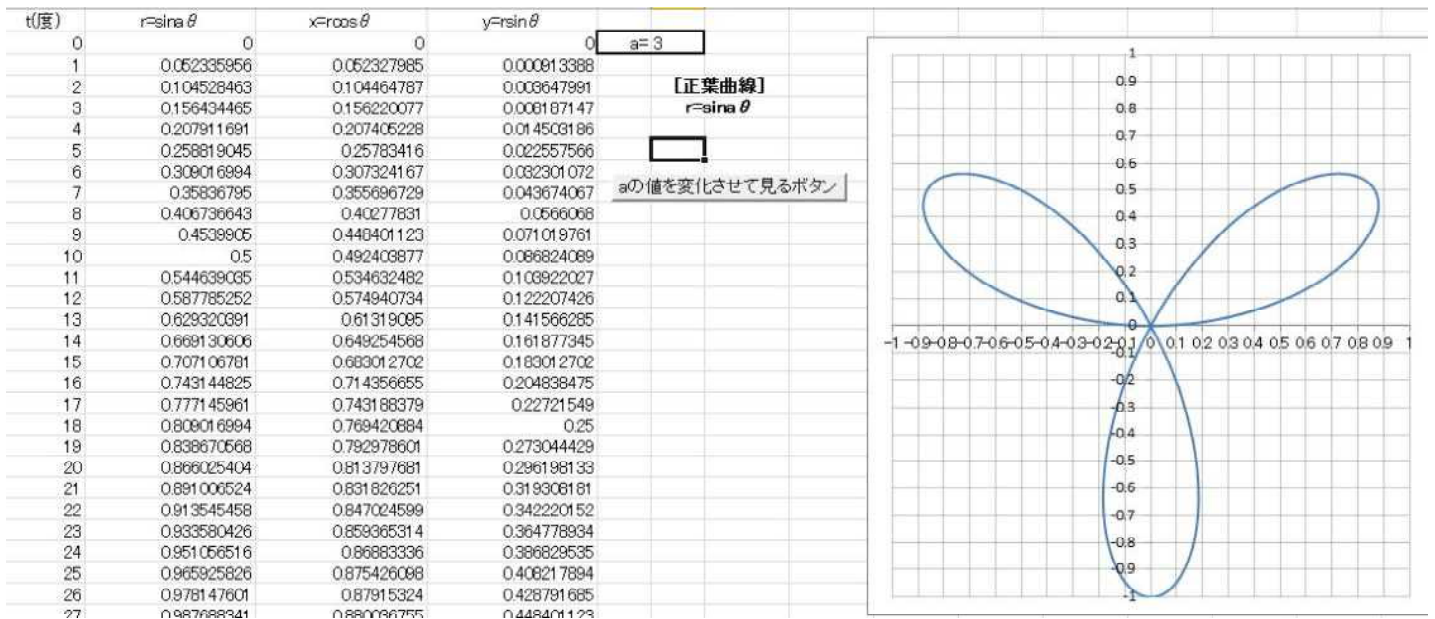 t(度) r=sina θ x=rcos θ y=rsin θ
0 0 0 0 a= 3
1 0.052335956 0.052327985 0.000913388
2 0.104528463 0.104464787 0.003647991
[正葉曲線]
3 0.156434465 0.156220077 0.008187147
r=sina θ
4 0.207911691 0.207405228 0.014503186
5 0.258819045 0.25783416 0.022557566
6 0.309016994 0.307324167 0.032301072
7 0.35836795 0.355696729 0.043674067
aの値を変化させて見るボタン
8 0.406736643 0.40277831 0.0566068
9 0.4539905 0.448401123 0.071019761
10 0.5 0.492403877 0.086824089
11 0.544639035 0.534632482 0.103922027
12 0.587785252 0.574940734 0.122207426
13 0.629320391 0.61319095 0.141566285
14 0.669130606 0.649254568 0.161877345
15 0.707106781 0.683012702 0.183012702
16 0.743144825 0.714356655 0.204838475
17 0.777145961 0.743188379 0.22721549
18 0.809016994 0.769420884 0.25
19 0.838670568 0.792978601 0.273044429
20 0.866025404 0.813797681 0.296198133
21 0.891006524 0.831826251 0.319308181
22 0.913545458 0.847024599 0.342220152
23 0.933580426 0.859365314 0.364778934
24 0.951056516 0.86883336 0.386829535
25 0.965925826 0.875426098 0.408217894
26 0.978147601 0.87915324 0.428791685
27 0.987688341 0.880036755 0.448401123
1
0.9
0.8
0.7
0.6
0.5
0.4
0.3
0.2
0.1
0
-1 -0.9-0.8-0.7-0.6-0.5-0.4-0.3-0.2-0.1 0 0.1 0.2 0.3 0.4 0.5 0.6 0.7 0.8 0.9 1
-0.1
-0.2
-0.3
-0.4
-0.5
-0.6
-0.7
-0.8
-0.9
-1